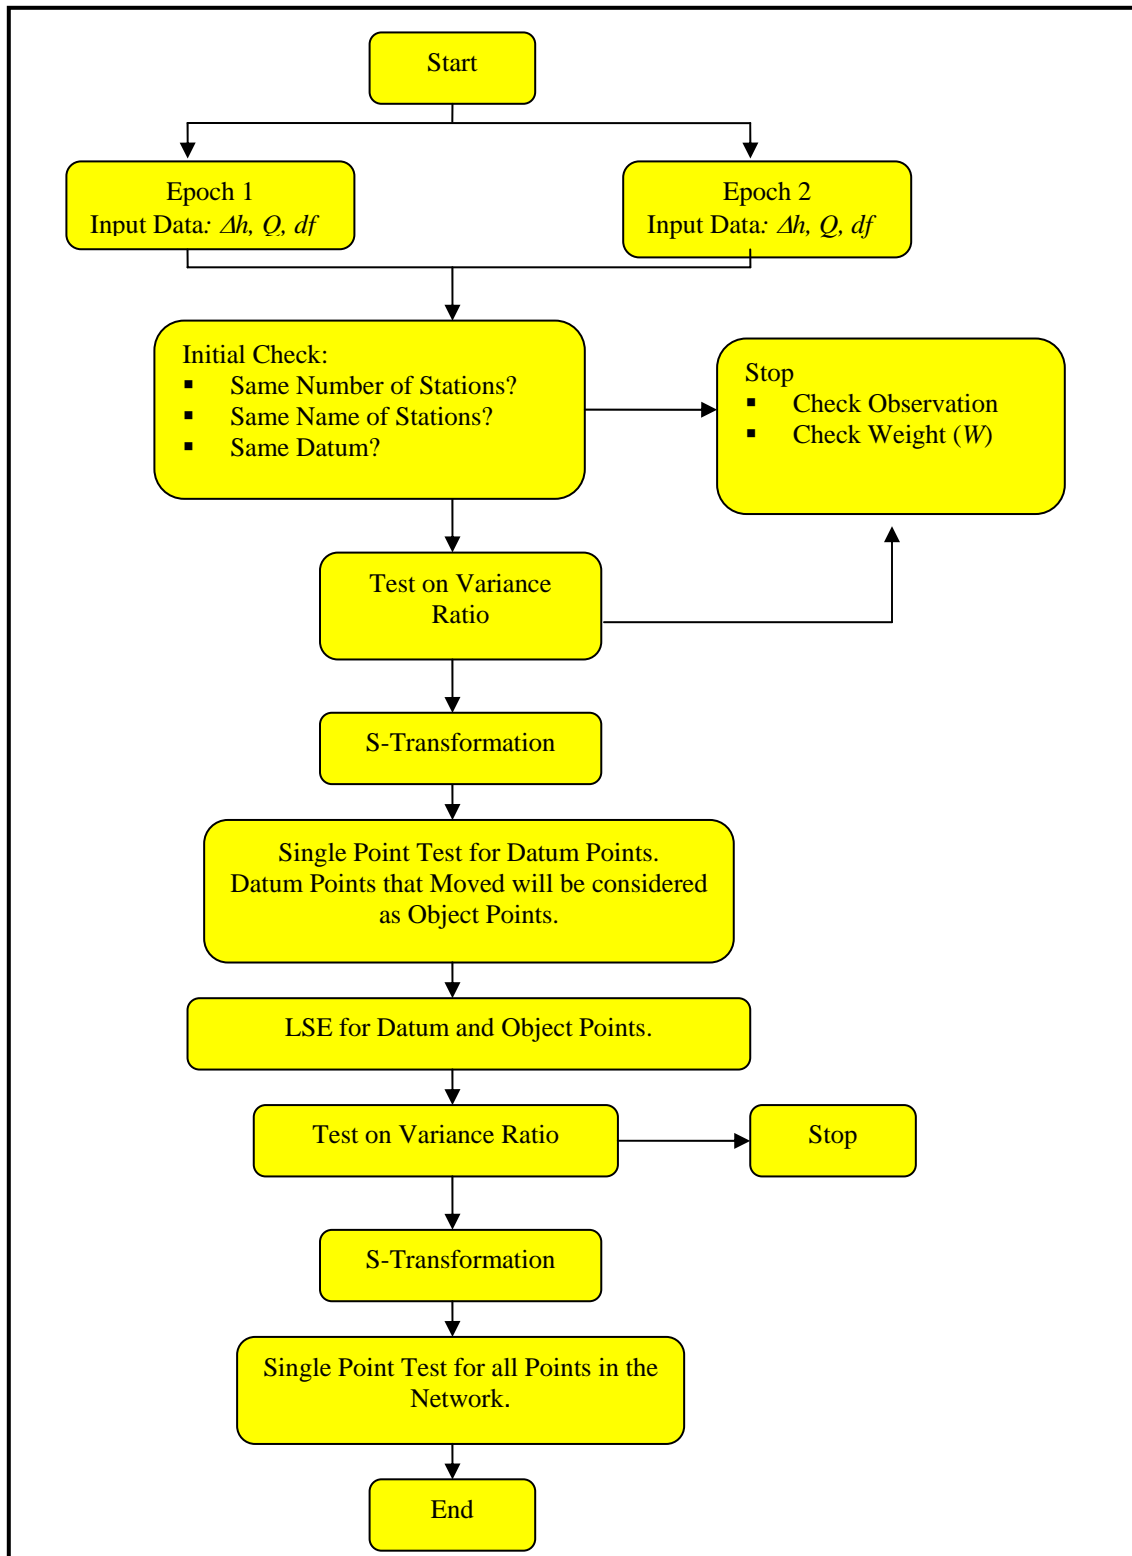 Start
Epoch 1
Input Data: Δh, Q, df
Epoch 2
Input Data: Δh, Q, df
Initial Check:
▪ Same Number of Stations?
▪ Same Name of Stations?
▪ Same Datum?
Stop
▪ Check Observation
▪ Check Weight (W)
Test on Variance
Ratio
S-Transformation
Single Point Test for Datum Points.
Datum Points that Moved will be considered
as Object Points.
LSE for Datum and Object Points.
Test on Variance Ratio
Stop
S-Transformation
Single Point Test for all Points in the
Network.
End